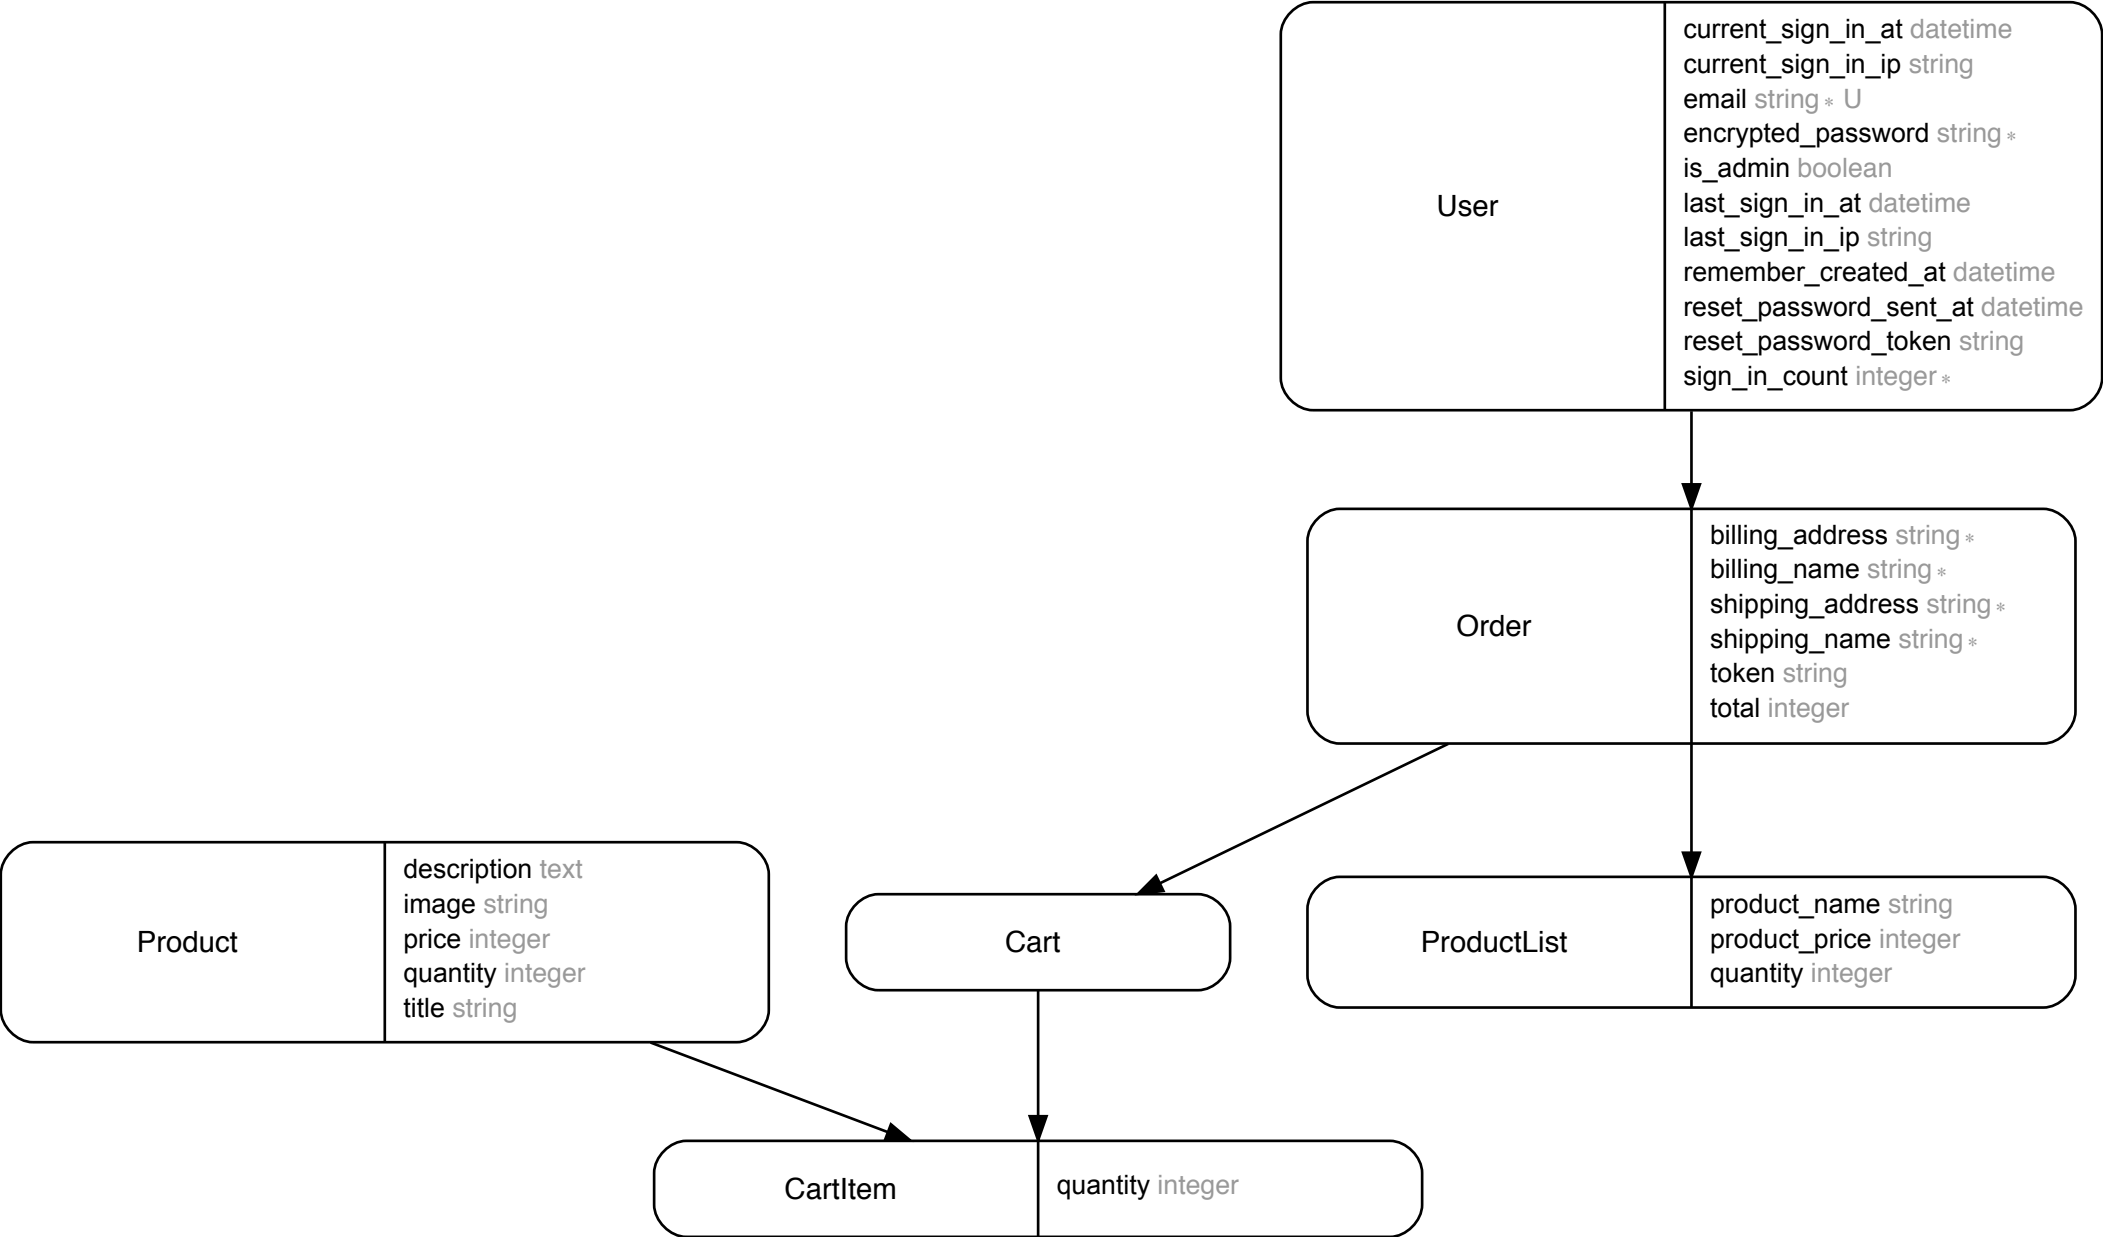 User
current_sign_in_at datetime
current_sign_in_ip string
email string ∗ U
encrypted_password string ∗
is_admin boolean
last_sign_in_at datetime
last_sign_in_ip string
remember_created_at datetime
reset_password_sent_at datetime
reset_password_token string
sign_in_count integer ∗
Order
billing_address string ∗
billing_name string ∗
shipping_address string ∗
shipping_name string ∗
token string
total integer
Product
description text
image string
price integer
quantity integer
title string
Cart
ProductList
product_name string
product_price integer
quantity integer
CartItem
quantity integer